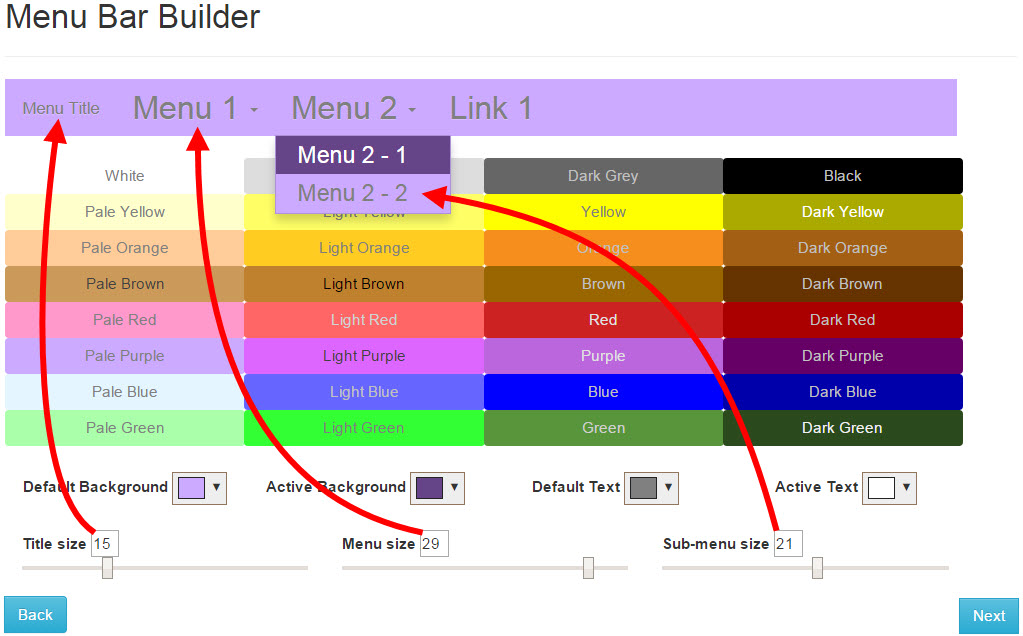 Menu Bar Builder
Menu Title Menu 1 Menu 2 Link 1
Menu 2 - 1
Menu 2 - 2
White Dark Grey Black
Pale Yellow Light Yellow Yellow Dark Yellow
Pale Orange Light Orange Orange Dark Orange
Pale Brown Light Brown Brown Dark Brown
Pale Red Light Red Red Dark Red
Pale Purple Light Purple Purple Dark Purple
Pale Blue Light Blue Blue Dark Blue
Pale Green Light Green Green Dark Green
Default Background Active Background Default Text Active Text
Title size 15 Menu size 29 Sub-menu size 21
Back Next